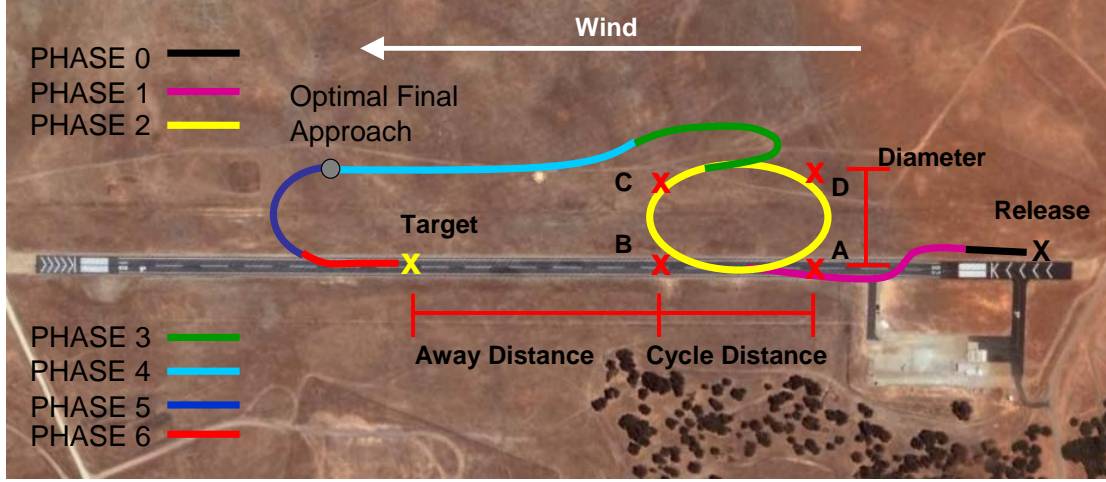 Wind
PHASE 0
PHASE 1
PHASE 2
Optimal Final
Approach
Diameter
C
D
Release
X
Target
B
A
X
X
X
X
X
Away Distance
Cycle Distance
PHASE 3
PHASE 4
PHASE 5
PHASE 6